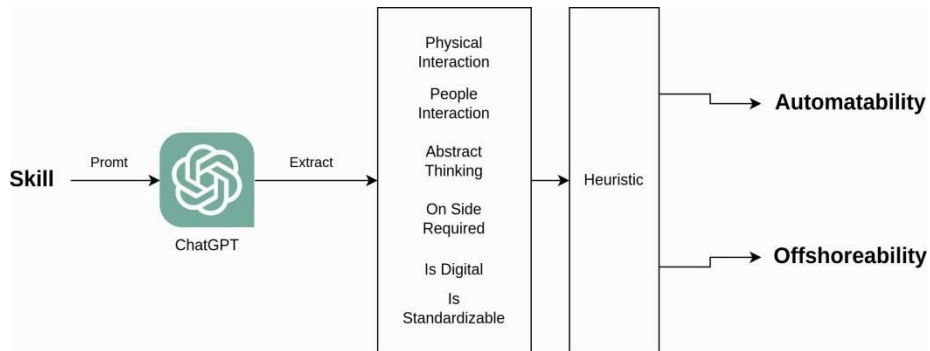 Skill
Promt
ChatGPT
Extract
Physical
Interaction
People
Interaction
Abstract
Thinking
On Side
Required
Is Digital
Is
Standardizable
Heuristic
Automatability
Offshoreability